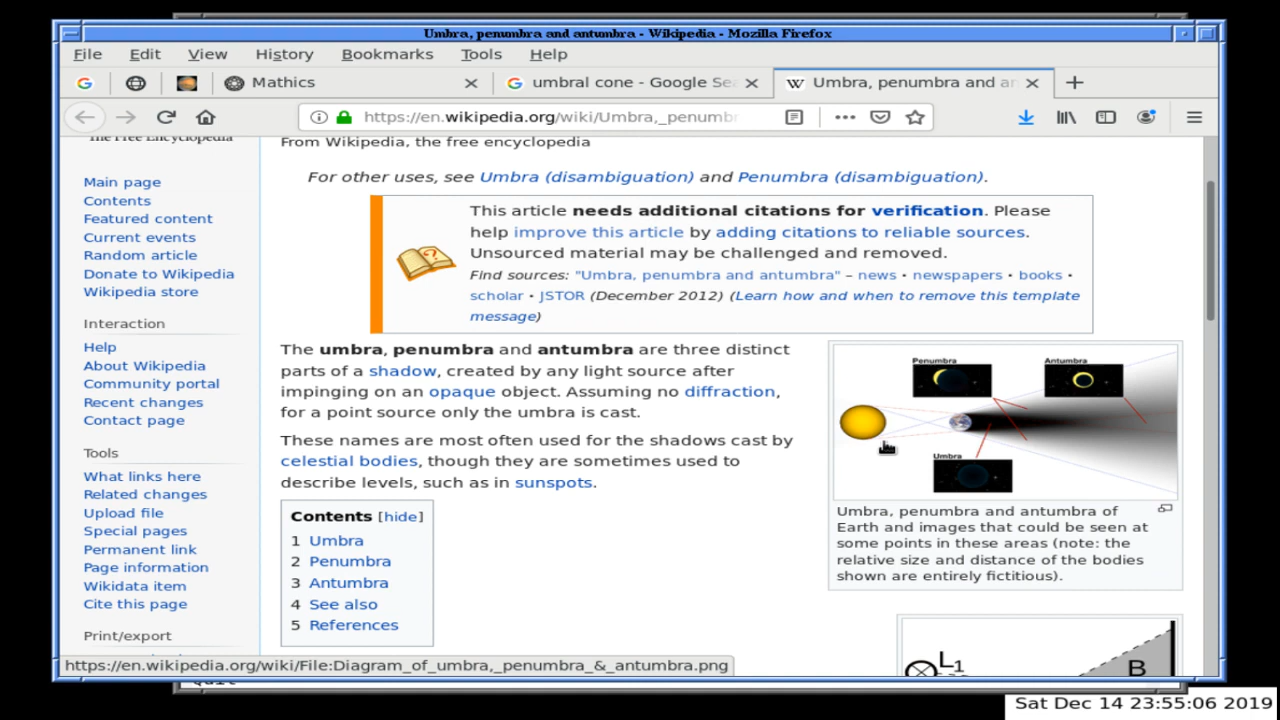 Umbra, penumbra and antumbra - Wikipedia - Mozilla Firefox
File Edit View History Bookmarks Tools Help
Mathics
umbral cone - Google Sea
Umbra, penumbra and an
https://en.wikipedia.org/wiki/Umbra,_penumb
The Free Encyclopedia
Main page
Contents
Featured content
Current events
Random article
Donate to Wikipedia
Wikipedia store
Interaction
Help
About Wikipedia
Community portal
Recent changes
Contact page
Tools
What links here
Related changes
Upload file
Special pages
Permanent link
Page information
Wikidata item
Cite this page
Print/export
From Wikipedia, the free encyclopedia
For other uses, see Umbra (disambiguation) and Penumbra (disambiguation).
This article needs additional citations for verification. Please
help improve this article by adding citations to reliable sources.
Unsourced material may be challenged and removed.
Find sources: "Umbra, penumbra and antumbra" – news · newspapers · books ·
scholar · JSTOR (December 2012) (Learn how and when to remove this template
message)
The umbra, penumbra and antumbra are three distinct
parts of a shadow, created by any light source after
impinging on an opaque object. Assuming no diffraction,
for a point source only the umbra is cast.
These names are most often used for the shadows cast by
celestial bodies, though they are sometimes used to
describe levels, such as in sunspots.
Contents [hide]
1 Umbra
2 Penumbra
3 Antumbra
4 See also
5 References
Penumbra
Antumbra
Umbra
Umbra, penumbra and antumbra of
Earth and images that could be seen at
some points in these areas (note: the
relative size and distance of the bodies
shown are entirely fictitious).
L1
B
https://en.wikipedia.org/wiki/File:Diagram_of_umbra,_penumbra_&_antumbra.png
Quit
Sat Dec 14 23:55:06 2019